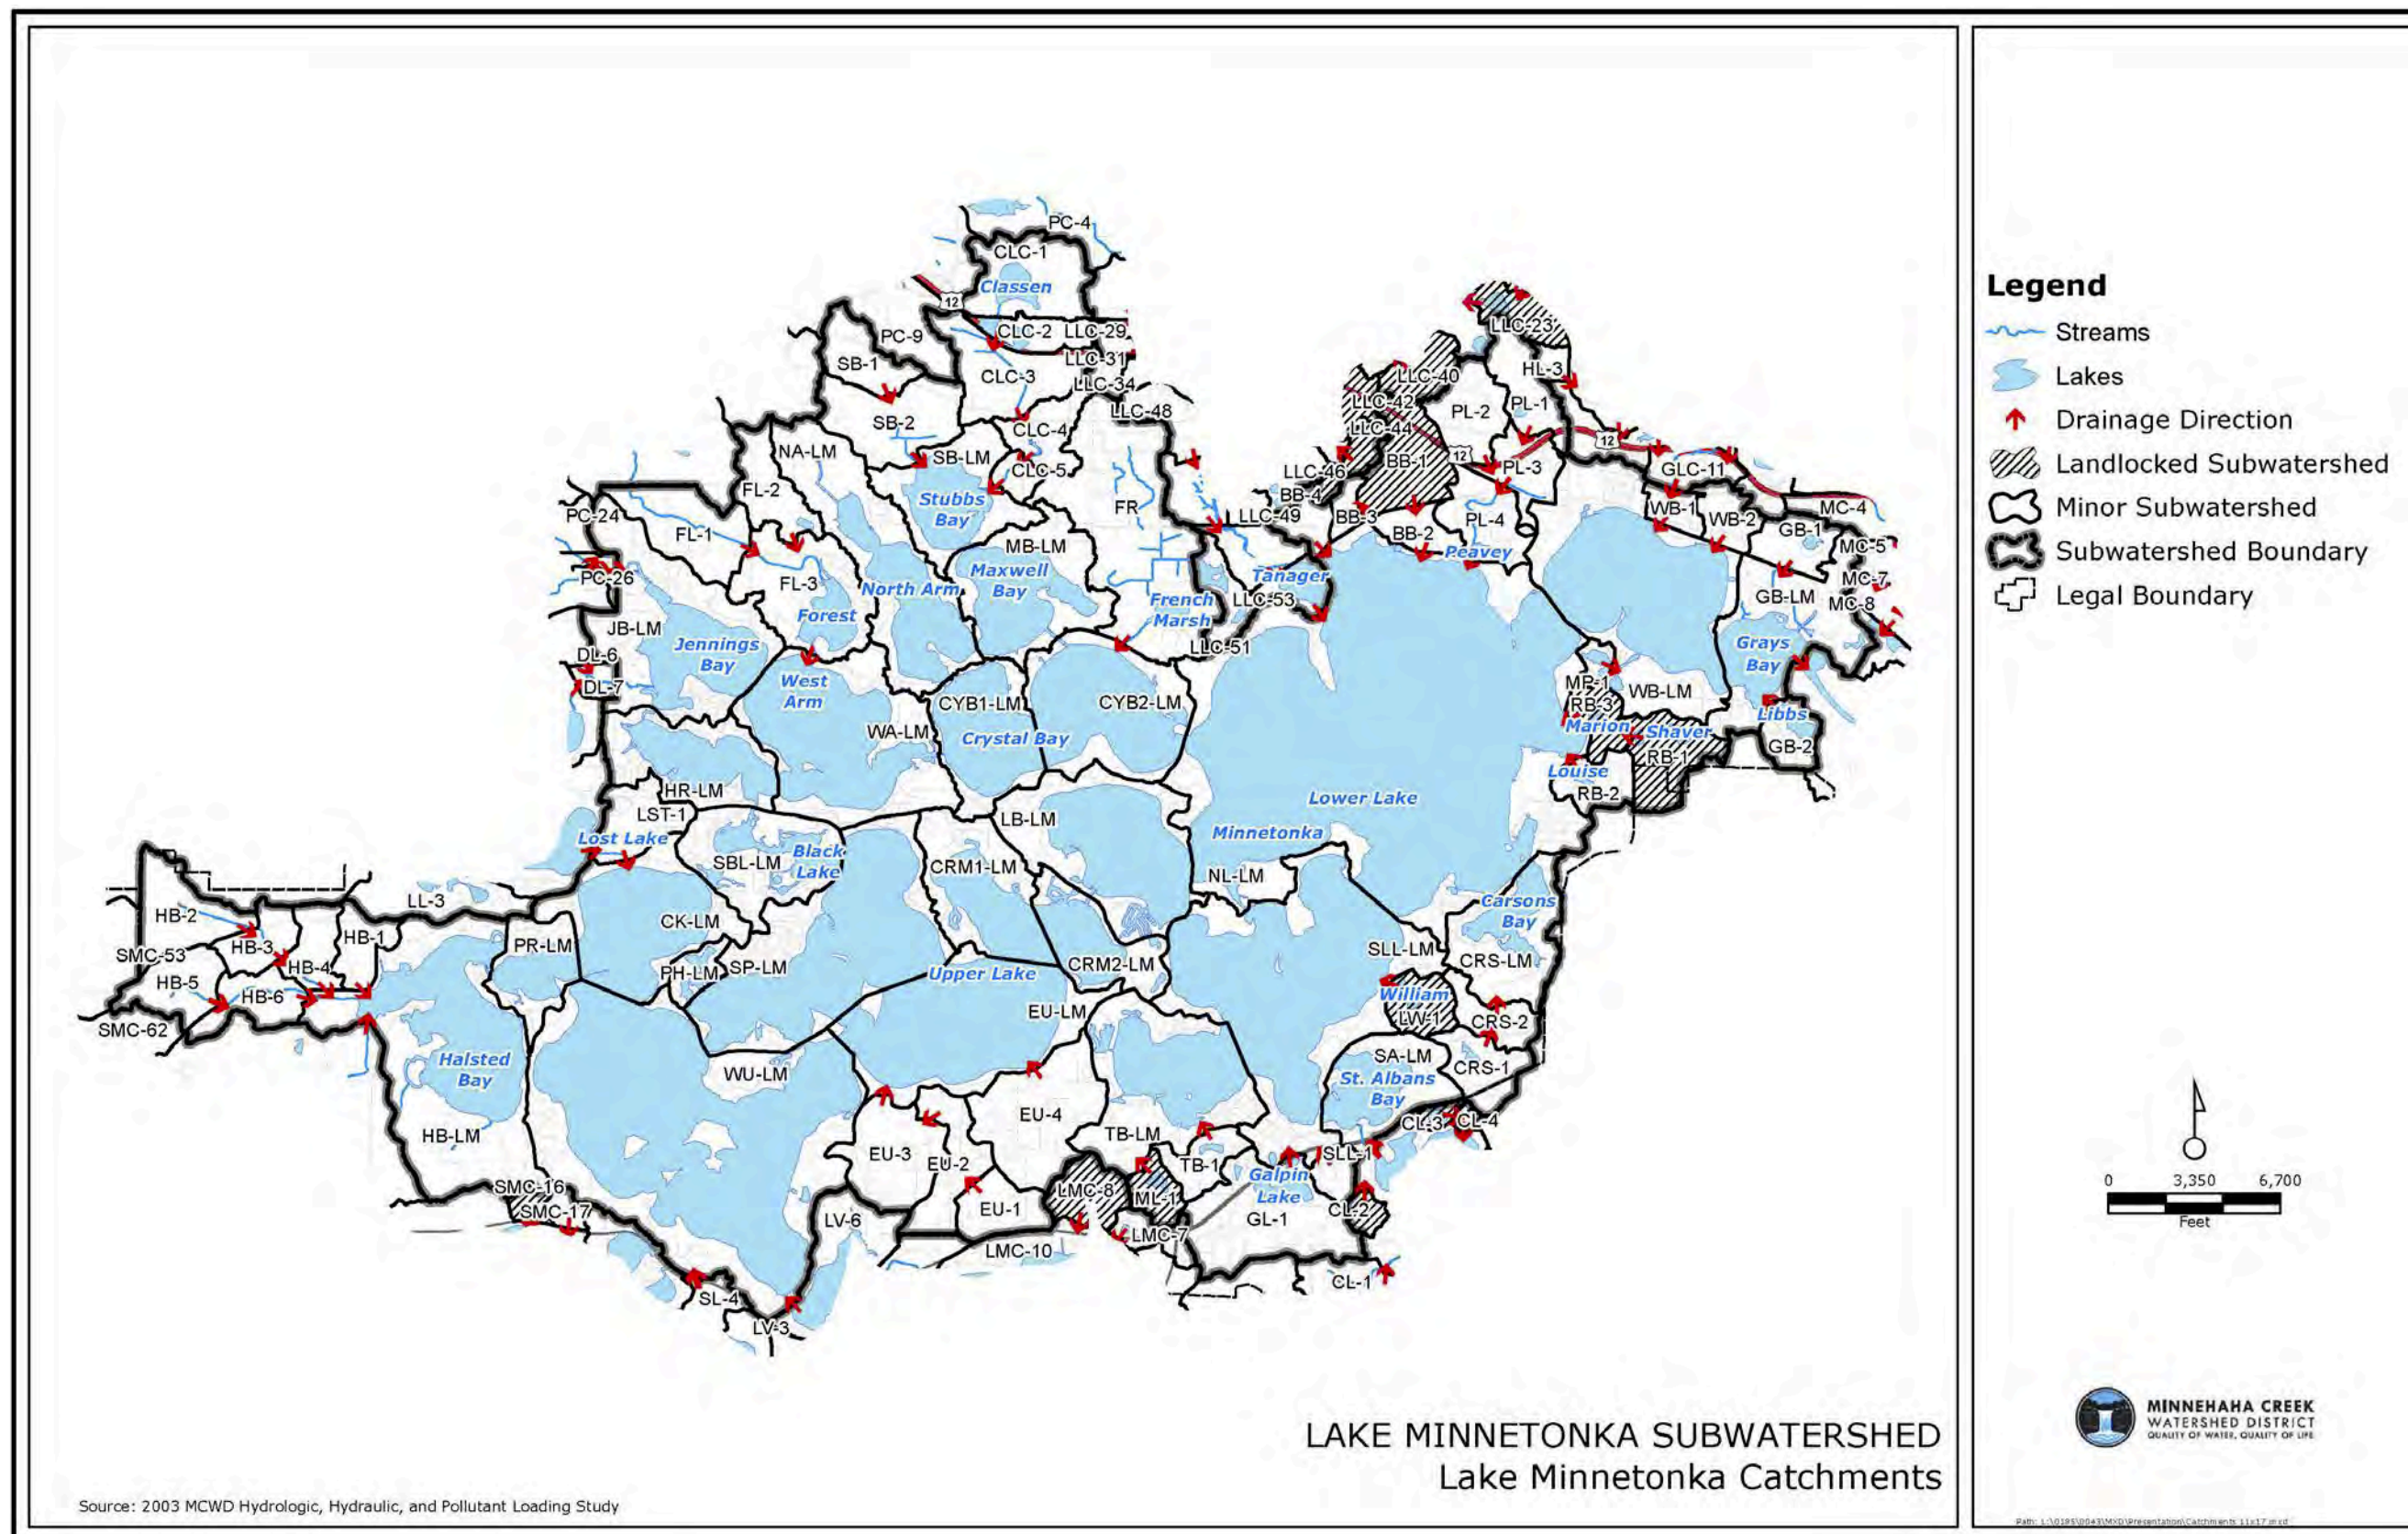 PC-4
CLC-1
Classen
12
CLC-2
LLC-29
PC-9
LLC-31
SB-1
CLC-3
LLC-34
LLC-23
HL-3
LLC-40
LLC-42
PL-2
PL-1
LLC-48
SB-2
CLC-4
LLC-44
12
12
NA-LM
SB-LM
CLC-5
BB-1
PL-3
GLC-11
LLC-46
FL-2
Stubbs
Bay
FR
BB-4
LLC-49
BB-3
PL-4
WB-1
WB-2
MC-4
PC-24
FL-1
BB-2
GB-1
MB-LM
Peavey
MC-5
PC-26
FL-3
North Arm
Maxwell
Bay
Tanager
MC-7
Forest
French
Marsh
LLC-53
GB-LM
MC-8
JB-LM
Jennings
Bay
LLC-51
Grays
Bay
DL-6
DL-7
West
Arm
CYB1-LM
CYB2-LM
MP-1
WB-LM
RB-3
Libbs
WA-LM
Crystal Bay
Marion
Shaver
GB-2
RB-1
Louise
HR-LM
RB-2
Lower Lake
LST-1
LB-LM
Minnetonka
Lost Lake
SBL-LM
Black
Lake
CRM1-LM
NL-LM
LL-3
Carsons
Bay
HB-2
CK-LM
HB-1
HB-3
PR-LM
SLL-LM
SMC-53
HB-4
PH-LM
SP-LM
Upper Lake
CRM2-LM
CRS-LM
HB-5
HB-6
William
EU-LM
LW-1
CRS-2
SMC-62
Halsted
Bay
WU-LM
SA-LM
CRS-1
St. Albans
Bay
EU-4
CL-3
CL-4
HB-LM
TB-LM
EU-3
EU-2
TB-1
SLL-1
Galpin
Lake
SMC-16
LMC-8
ML-1
SMC-17
EU-1
CL-2
LV-6
GL-1
LMC-7
LMC-10
CL-1
SL-4
LV-3
LAKE MINNETONKA SUBWATERSHED
Lake Minnetonka Catchments
Source: 2003 MCWD Hydrologic, Hydraulic, and Pollutant Loading Study
Legend
Streams
Lakes
Drainage Direction
Landlocked Subwatershed
Minor Subwatershed
Subwatershed Boundary
Legal Boundary
0 3,350 6,700
Feet
MINNEHAHA CREEK
WATERSHED DISTRICT
QUALITY OF WATER, QUALITY OF LIFE